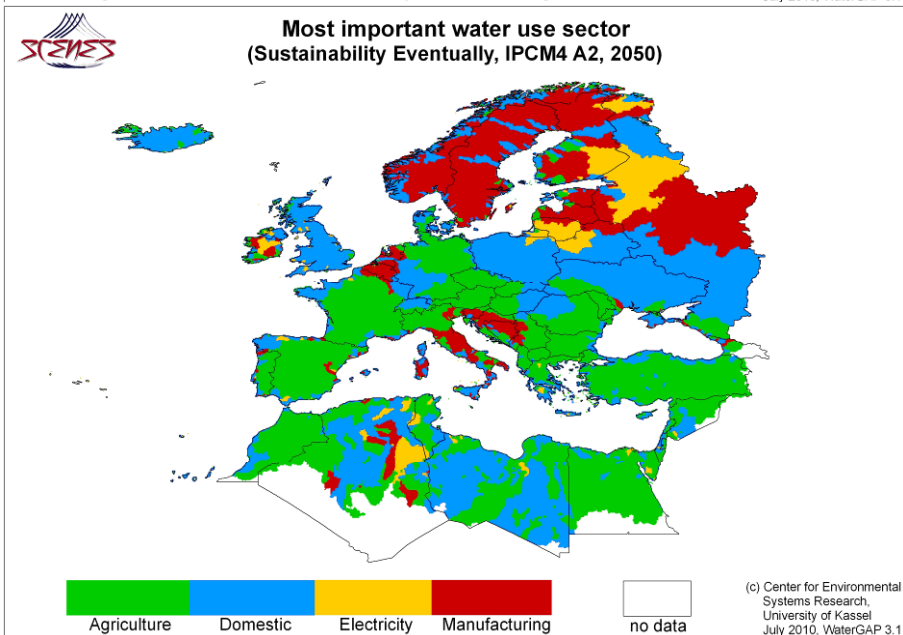 SCENES
Most important water use sector
(Sustainability Eventually, IPCM4 A2, 2050)
Agriculture
Domestic
Electricity
Manufacturing
no data
(c) Center for Environmental
Systems Research,
University of Kassel
July 2010, WaterGAP 3.1